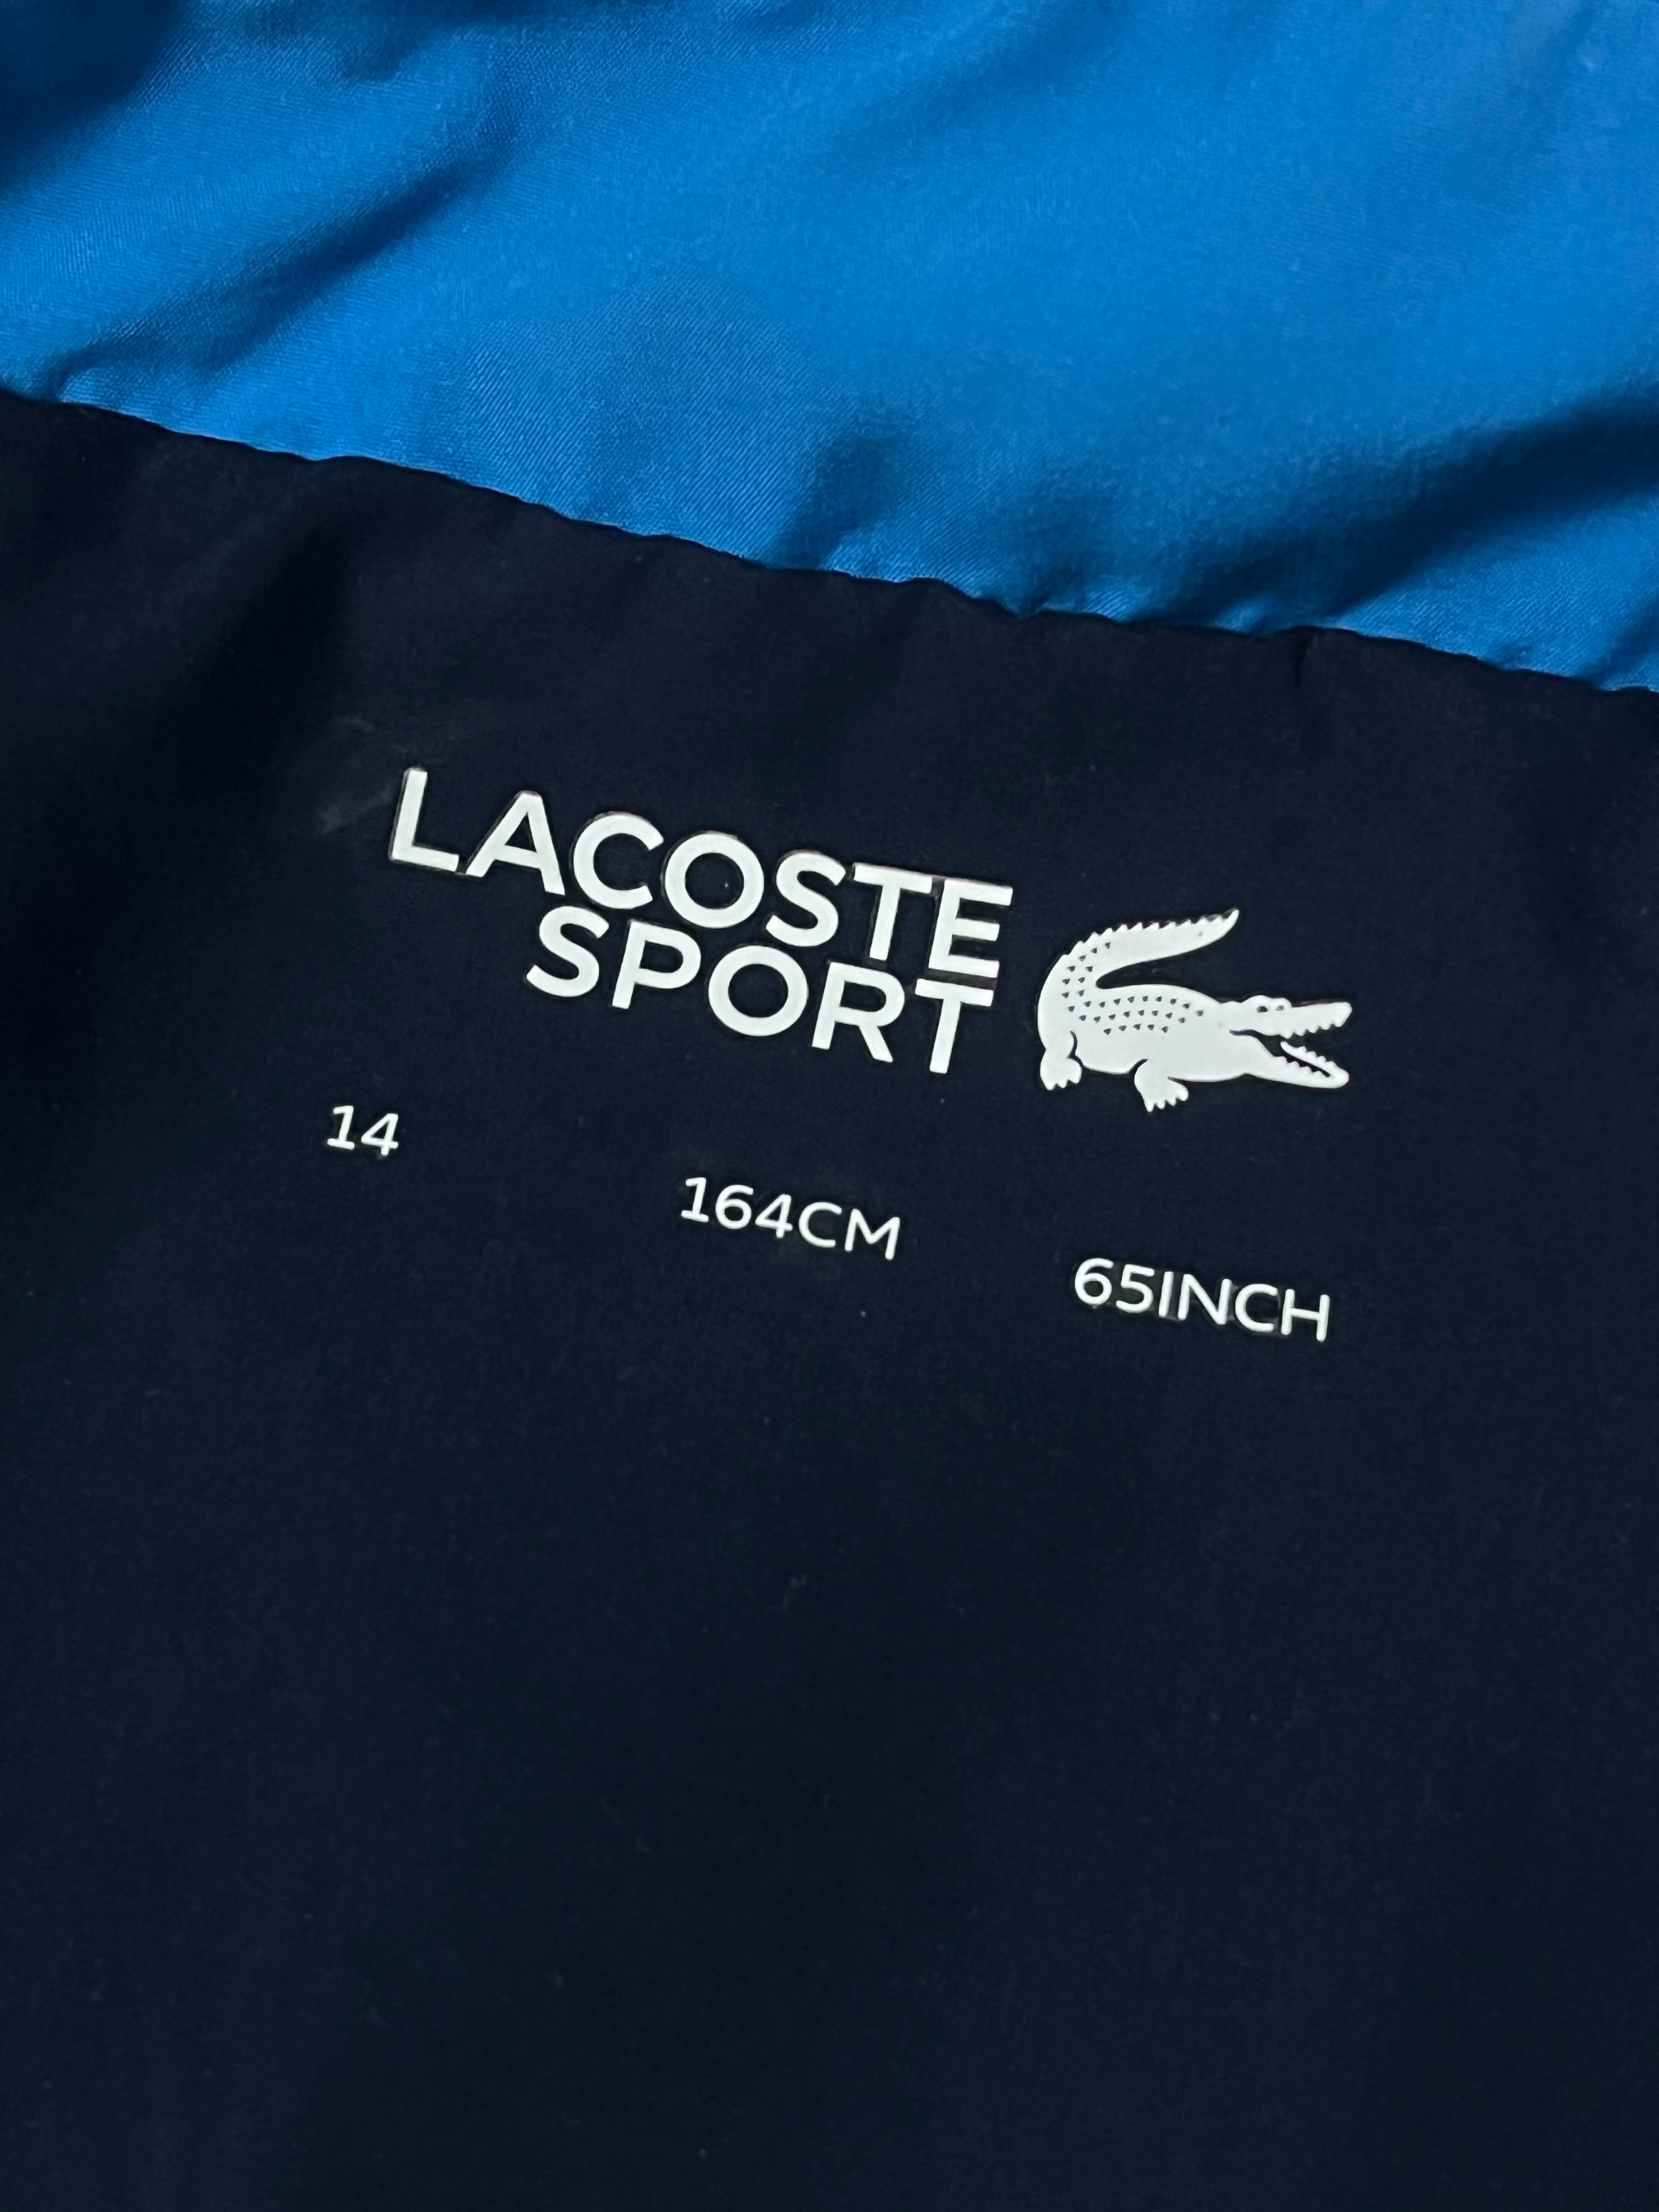 LACOSTE
SPORT
14 164CM 65INCH